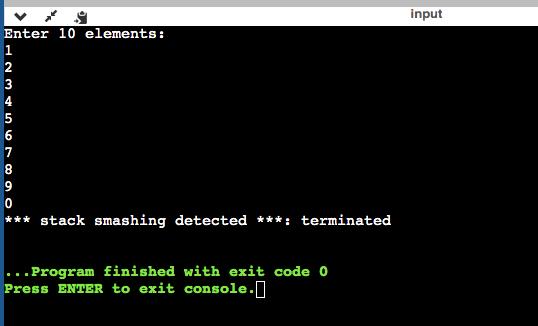 input
Enter 10 elements:
1
2
3
4
5
6
7
8
9
0
*** stack smashing detected ***: terminated
...Program finished with exit code 0
Press ENTER to exit console.